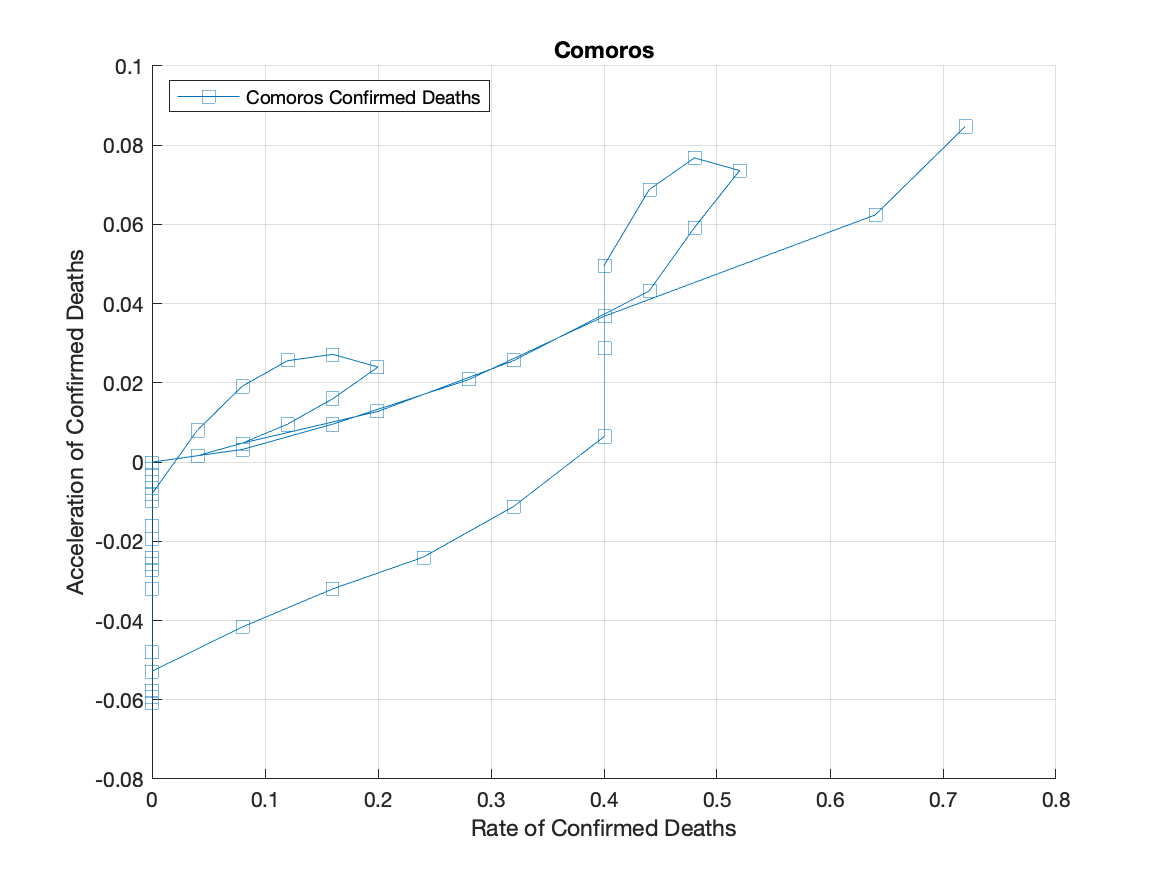 Comoros
Comoros Confirmed Deaths
0.1
0.08
0.06
0.04
0.02
0
-0.02
-0.04
-0.06
-0.08
Acceleration of Confirmed Deaths
0 0.1 0.2 0.3 0.4 0.5 0.6 0.7 0.8
Rate of Confirmed Deaths